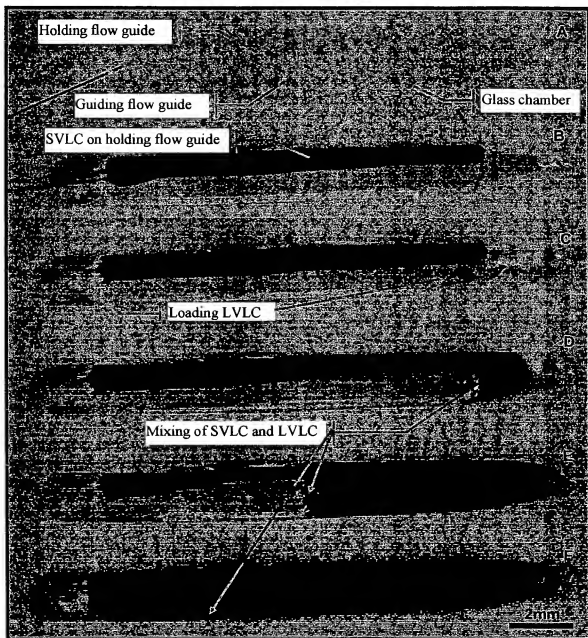 Holding flow guide
A
Guiding flow guide
Glass chamber
SVLC on holding flow guide
B
C
Loading LVLC
D
Mixing of SVLC and LVLC
E
2mm